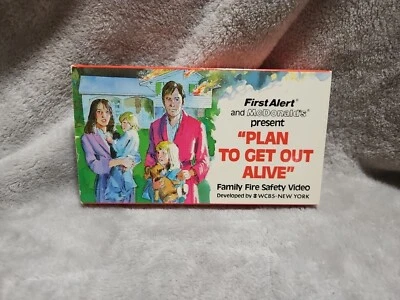 First Alert®
and McDonald's®
present
"PLAN
TO GET OUT
ALIVE"
Family Fire Safety Video
Developed by WCBS-NEW YORK